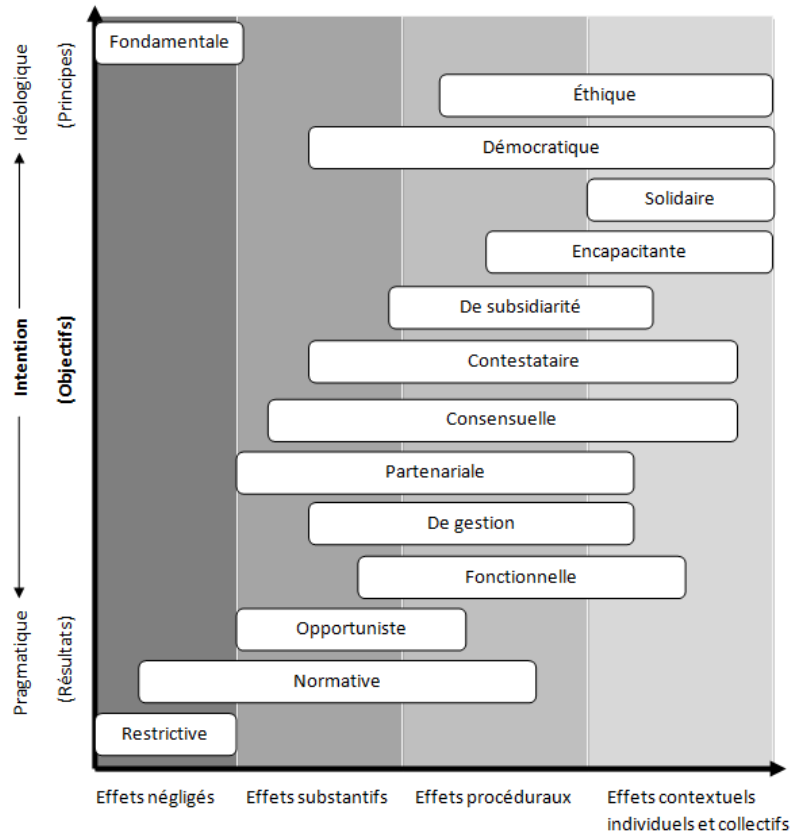 Idéologique
(Principes)
Intention
(Objectifs)
Pragmatique
(Résultats)
Fondamentale
Éthique
Démocratique
Solidaire
Encapacitante
De subsidiarité
Contestataire
Consensuelle
Partenariale
De gestion
Fonctionnelle
Opportuniste
Normative
Restrictive
Effets négligés
Effets substantifs
Effets procéduraux
Effets contextuels
individuels et collectifs